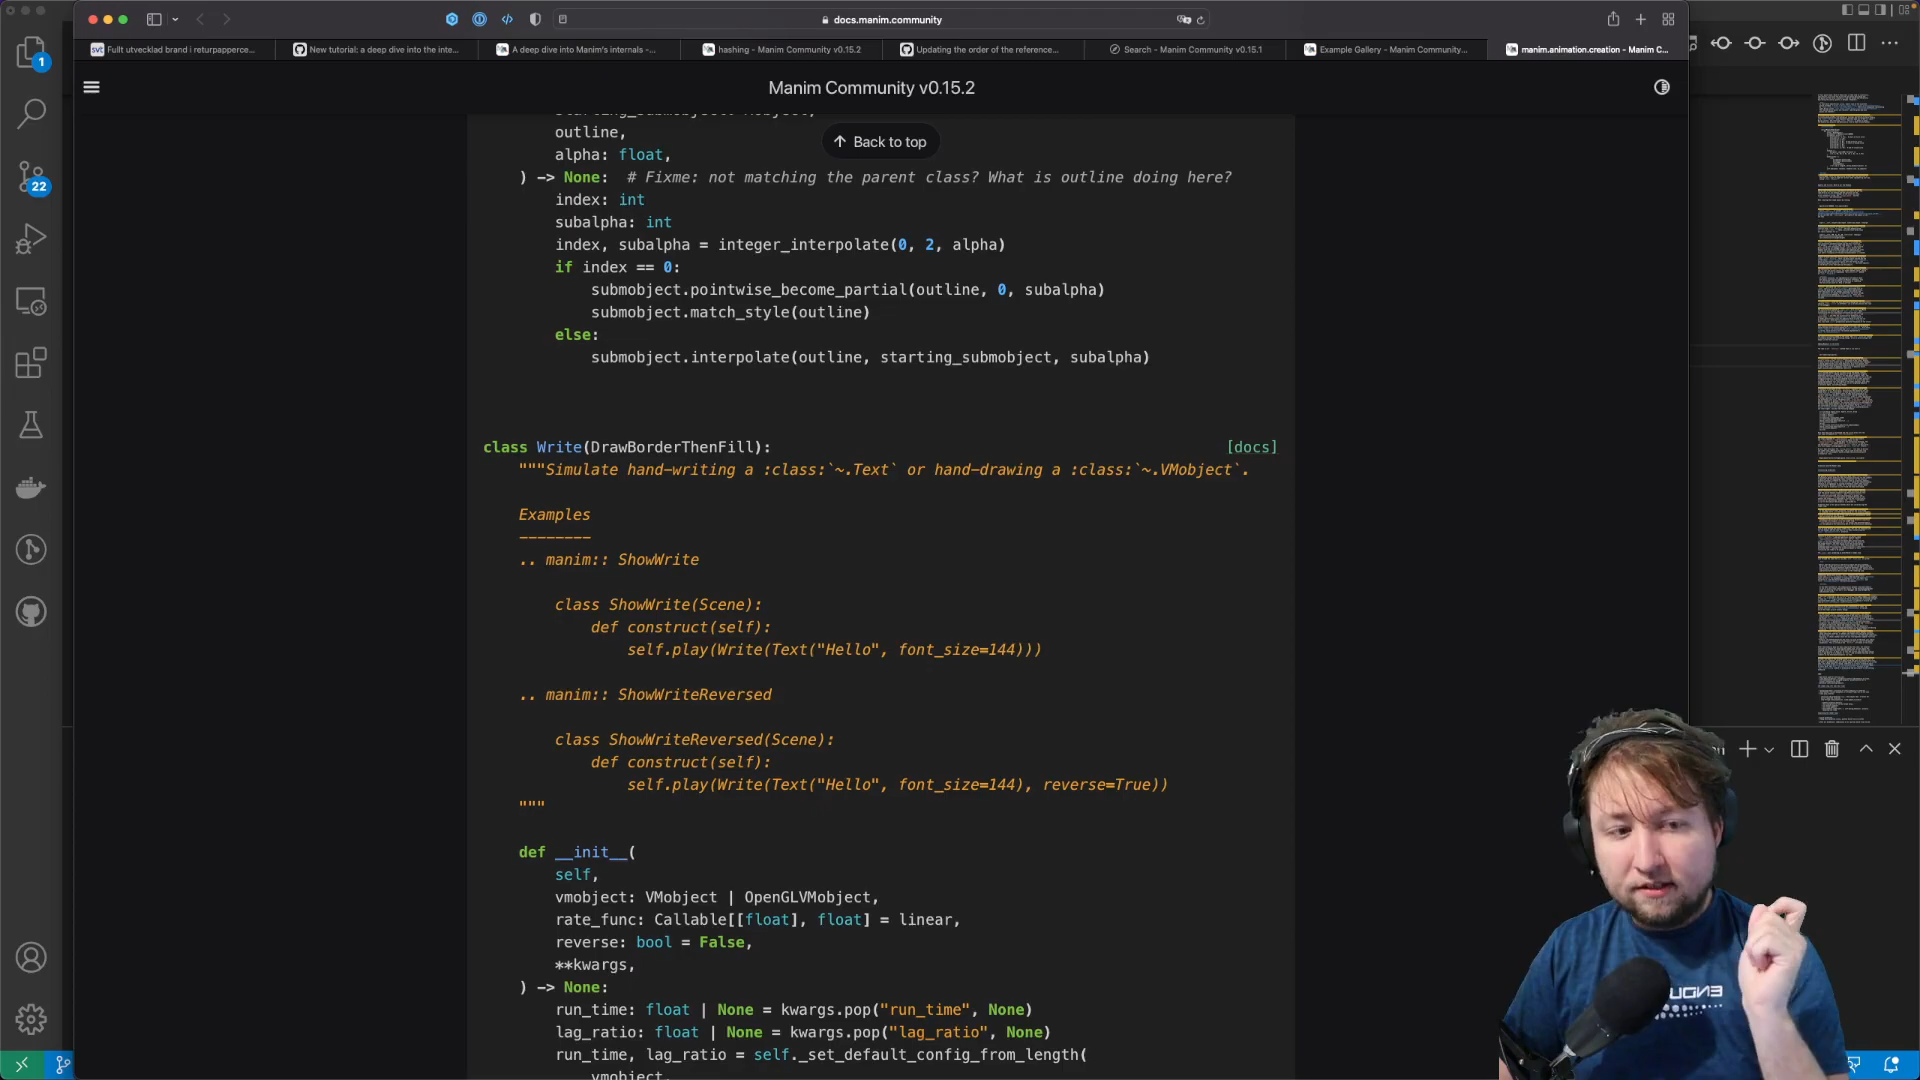 docs.manim.community
svt Fullt utvecklad brand i returpapperce...
New tutorial: a deep dive into the inte...
A deep dive into Manim's internals -...
hashing - Manim Community v0.15.2
Updating the order of the reference...
Search - Manim Community v0.15.1
Example Gallery - Manim Community...
manim.animation.creation - Manim C...
Manim Community v0.15.2
Back to top
outline,
alpha: float,
) -> None:  # Fixme: not matching the parent class? What is outline doing here?
index: int
subalpha: int
index, subalpha = integer_interpolate(0, 2, alpha)
if index == 0:
submobject.pointwise_become_partial(outline, 0, subalpha)
submobject.match_style(outline)
else:
submobject.interpolate(outline, starting_submobject, subalpha)
class Write(DrawBorderThenFill):
[docs]
"""Simulate hand-writing a :class:`~.Text` or hand-drawing a :class:`~.VMobject`.
Examples
--------
.. manim:: ShowWrite
class ShowWrite(Scene):
def construct(self):
self.play(Write(Text("Hello", font_size=144)))
.. manim:: ShowWriteReversed
class ShowWriteReversed(Scene):
def construct(self):
self.play(Write(Text("Hello", font_size=144), reverse=True))
"""
def __init__(
self,
vmobject: VMobject | OpenGLVMobject,
rate_func: Callable[[float], float] = linear,
reverse: bool = False,
**kwargs,
) -> None:
run_time: float | None = kwargs.pop("run_time", None)
lag_ratio: float | None = kwargs.pop("lag_ratio", None)
run_time, lag_ratio = self._set_default_config_from_length(
vmobject,
1
22